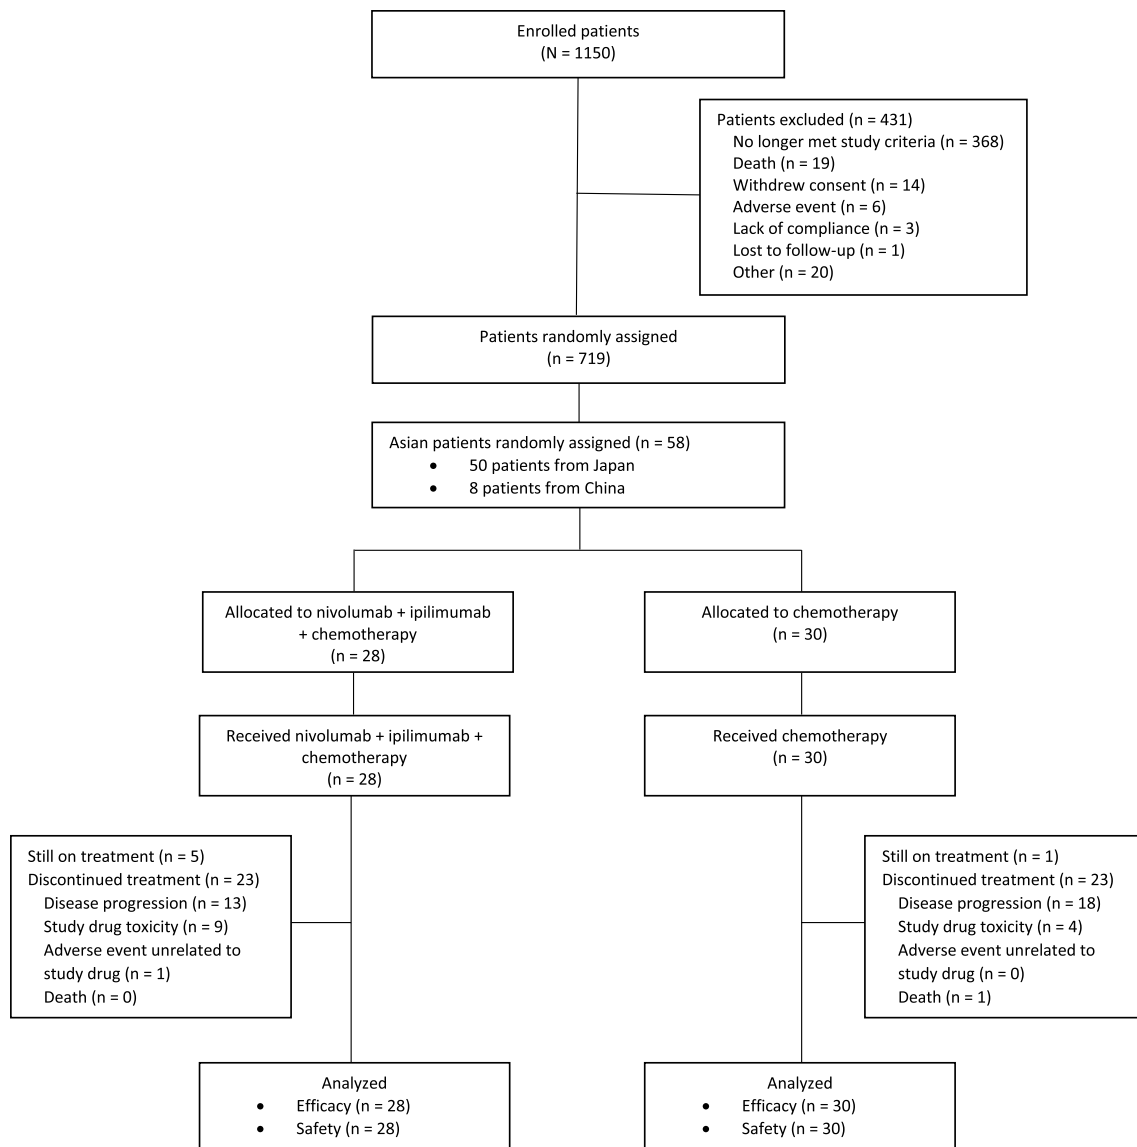 Enrolled patients
(N = 1150)
Patients excluded (n = 431)
No longer met study criteria (n = 368)
Death (n = 19)
Withdrew consent (n = 14)
Adverse event (n = 6)
Lack of compliance (n = 3)
Lost to follow-up (n = 1)
Other (n = 20)
Patients randomly assigned
(n = 719)
Asian patients randomly assigned (n = 58)
• 50 patients from Japan
• 8 patients from China
Allocated to nivolumab + ipilimumab
+ chemotherapy
(n = 28)
Allocated to chemotherapy
(n = 30)
Received nivolumab + ipilimumab +
chemotherapy
(n = 28)
Received chemotherapy
(n = 30)
Still on treatment (n = 5)
Discontinued treatment (n = 23)
Disease progression (n = 13)
Study drug toxicity (n = 9)
Adverse event unrelated to
study drug (n = 1)
Death (n = 0)
Still on treatment (n = 1)
Discontinued treatment (n = 23)
Disease progression (n = 18)
Study drug toxicity (n = 4)
Adverse event unrelated to
study drug (n = 0)
Death (n = 1)
Analyzed
• Efficacy (n = 28)
• Safety (n = 28)
Analyzed
• Efficacy (n = 30)
• Safety (n = 30)